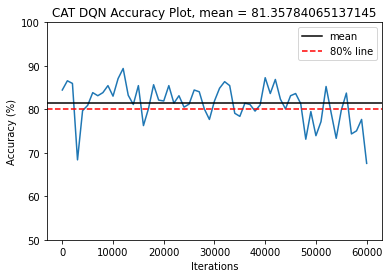 CAT DQN Accuracy Plot, mean = 81.35784065137145
100
90
80
70
60
50
Accuracy (%)
mean
80% line
0
10000
20000
30000
40000
50000
60000
Iterations